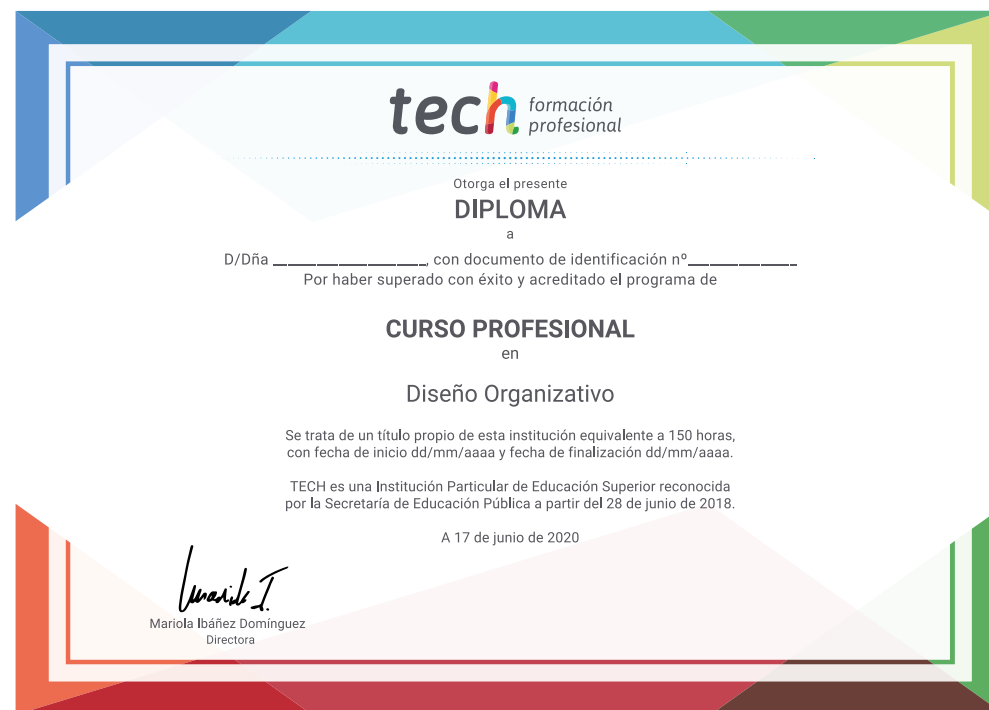 tech formación
profesional
Otorga el presente
DIPLOMA
a
D/Dña ____________________, con documento de identificación nº______________
Por haber superado con éxito y acreditado el programa de
CURSO PROFESIONAL
en
Diseño Organizativo
Se trata de un título propio de esta institución equivalente a 150 horas,
con fecha de inicio dd/mm/aaaa y fecha de finalización dd/mm/aaaa.
TECH es una Institución Particular de Educación Superior reconocida
por la Secretaría de Educación Pública a partir del 28 de junio de 2018.
A 17 de junio de 2020
Mariola Ibáñez Domínguez
Directora